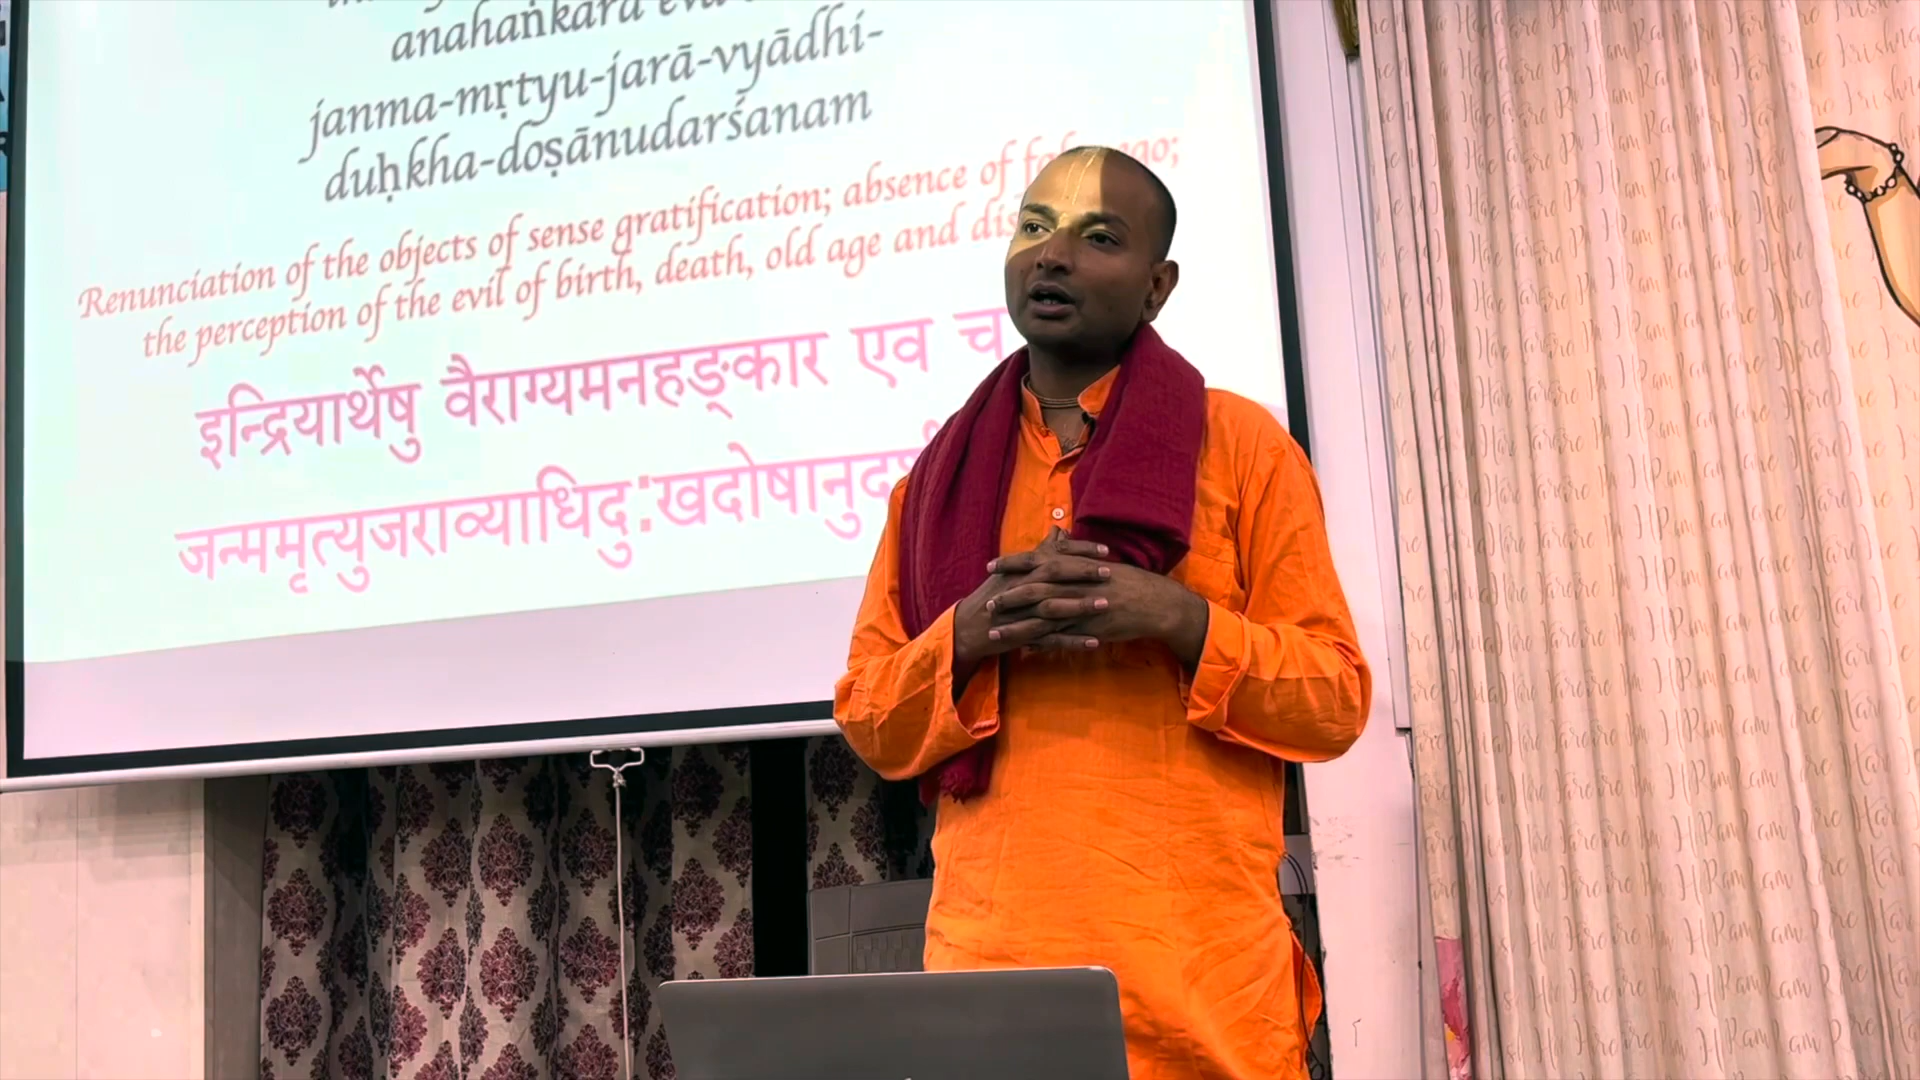 anahaṅkāra eva
janma-mṛtyu-jarā-vyādhi-
duḥkha-doṣānudarśanam
Renunciation of the objects of sense gratification; absence of ego;
the perception of the evil of birth, death, old age and
इन्द्रियार्थेषु वैराग्यमनहङ्कार एव च
जन्ममृत्युजराव्याधिदु:खदोषानुद